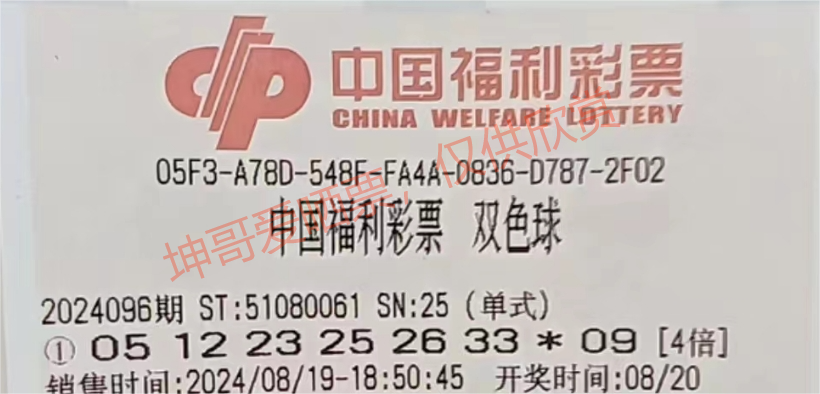 中国福利彩票
CHINA WELFARE LOTTERY
05F3-A78D-548E-FA4A-0836-D787-2F02
坤哥爱晒票，仅供欣赏
中国福利彩票 双色球
2024096期 ST:51080061 SN:25 (单式)
① 05 12 23 25 26 33 * 09 [4倍]
销售时间:2024/08/19-18:50:45 开奖时间:08/20